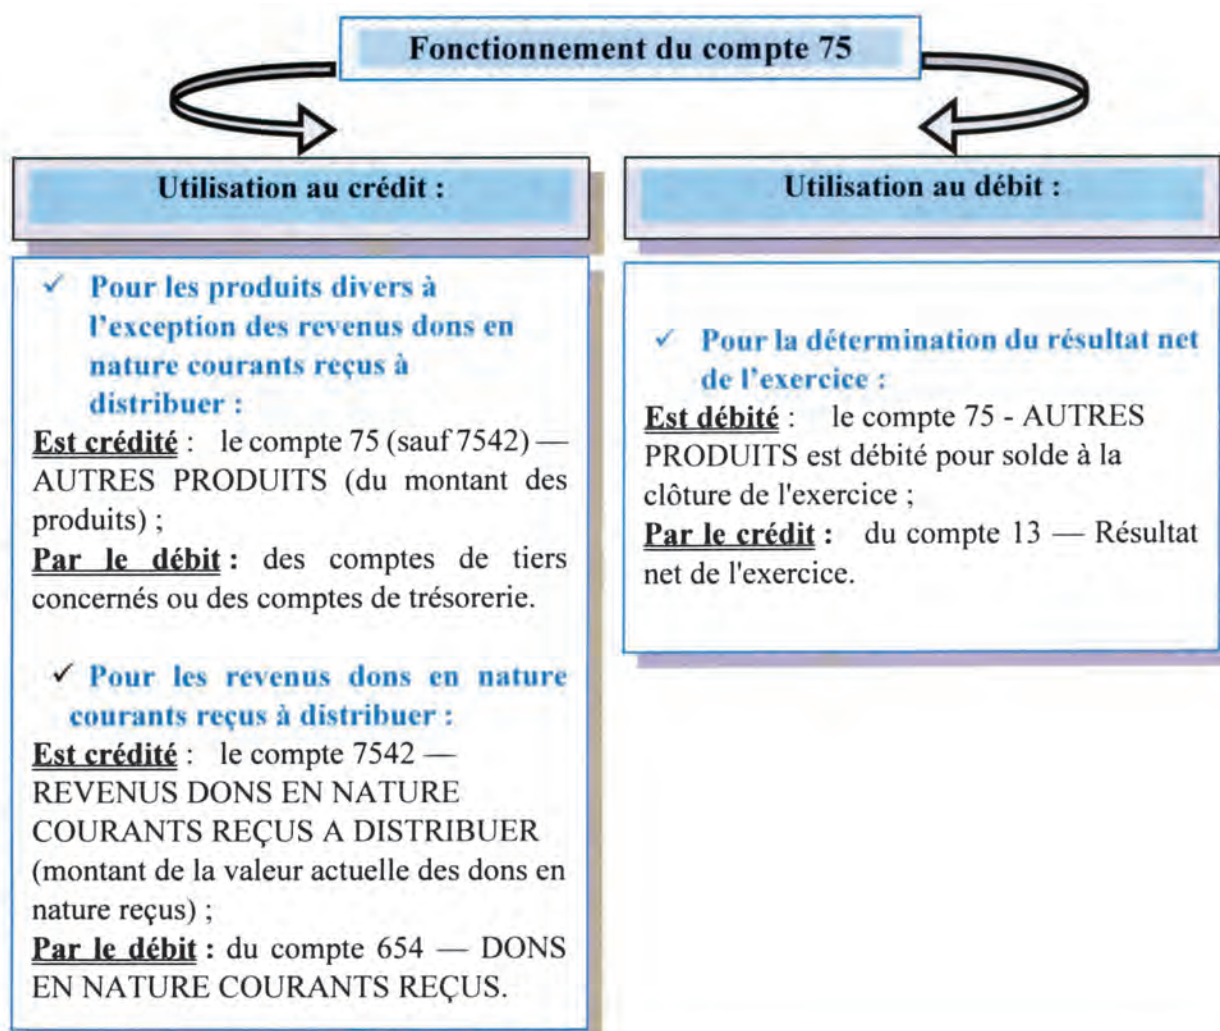 Fonctionnement du compte 75
Utilisation au crédit :
✓ Pour les produits divers à
l'exception des revenus dons en
nature courants reçus à
distribuer :
Est crédité : le compte 75 (sauf 7542) —
AUTRES PRODUITS (du montant des
produits) ;
Par le débit : des comptes de tiers
concernés ou des comptes de trésorerie.
✓ Pour les revenus dons en nature
courants reçus à distribuer :
Est crédité : le compte 7542 —
REVENUS DONS EN NATURE
COURANTS REÇUS A DISTRIBUER
(montant de la valeur actuelle des dons en
nature reçus) ;
Par le débit : du compte 654 — DONS
EN NATURE COURANTS REÇUS.
Utilisation au débit :
✓ Pour la détermination du résultat net
de l'exercice :
Est débité : le compte 75 - AUTRES
PRODUITS est débité pour solde à la
clôture de l'exercice ;
Par le crédit : du compte 13 — Résultat
net de l'exercice.